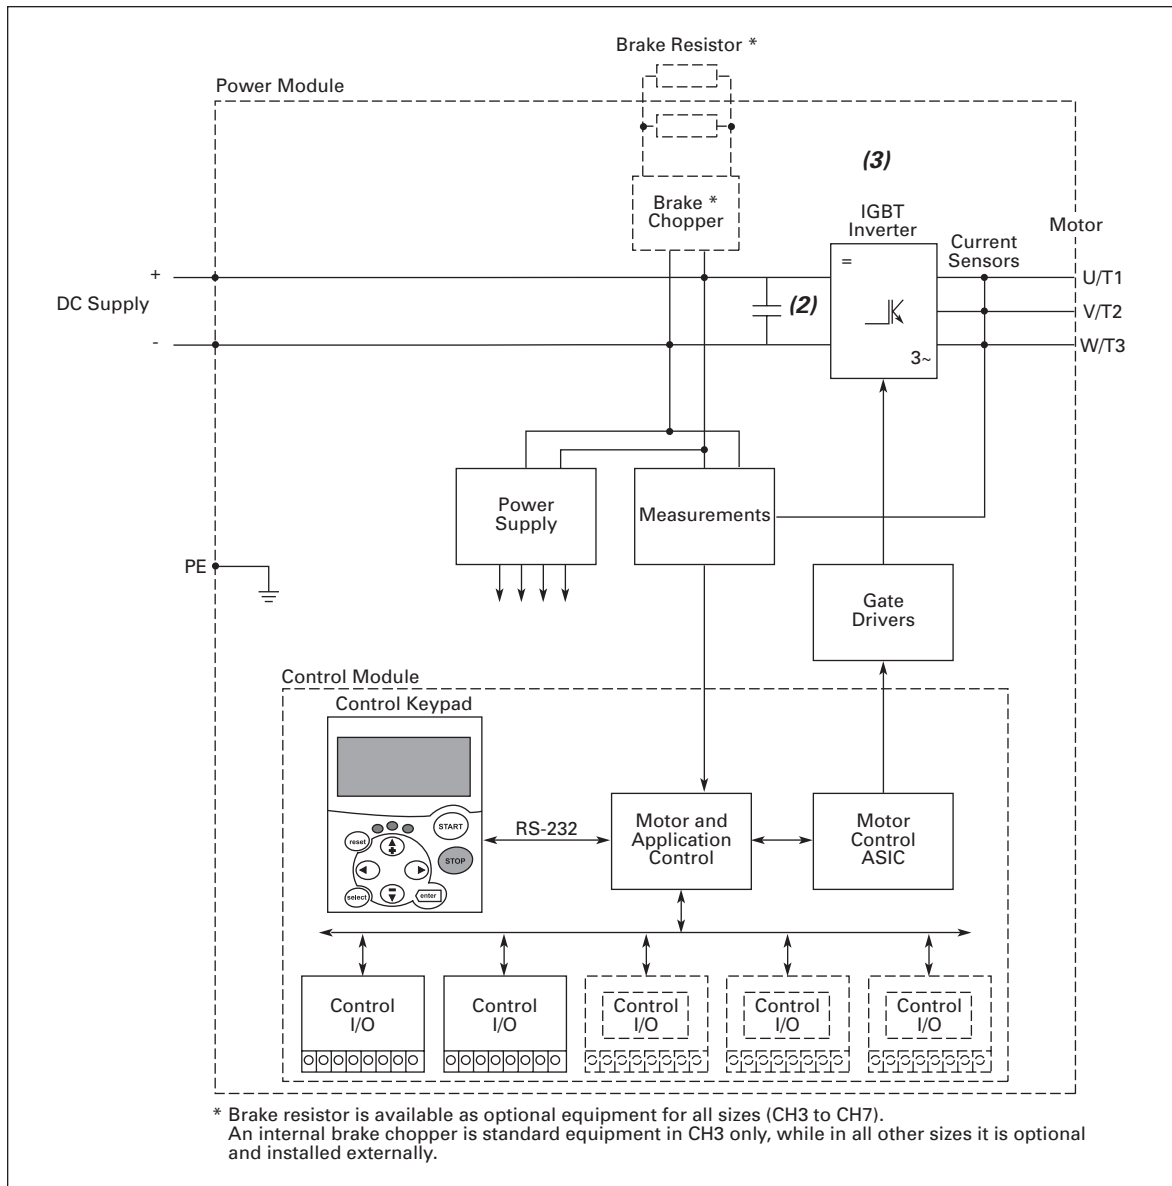 Brake Resistor *
Power Module
(3)
Brake *
Chopper
IGBT
Inverter
Current
Sensors
Motor
=
3~
+
DC Supply
-
(2)
U/T1
V/T2
W/T3
Power
Supply
Measurements
PE
Gate
Drivers
Control Module
Control Keypad
START
reset
STOP
select
enter
RS-232
Motor and
Application
Control
Motor
Control
ASIC
Control
I/O
Control
I/O
Control
I/O
Control
I/O
Control
I/O
* Brake resistor is available as optional equipment for all sizes (CH3 to CH7).
An internal brake chopper is standard equipment in CH3 only, while in all other sizes it is optional
and installed externally.